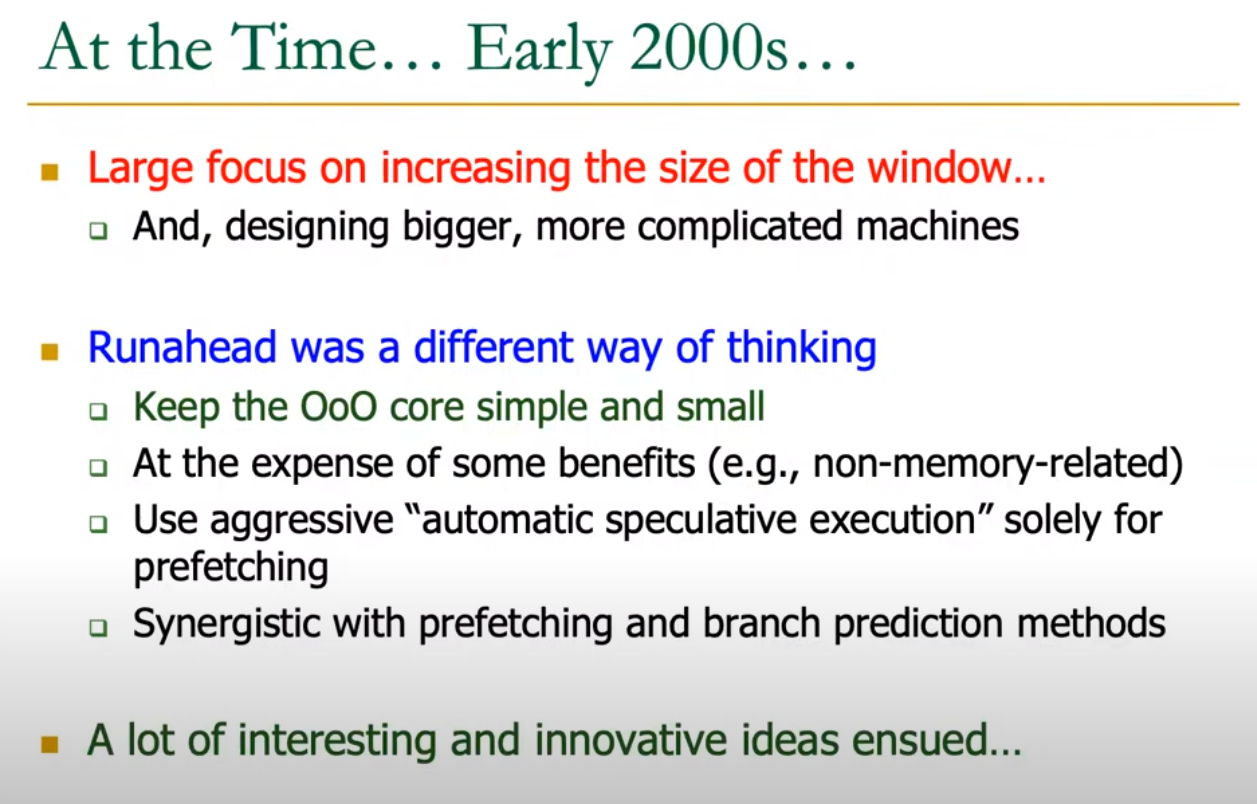 At the Time… Early 2000s…
Large focus on increasing the size of the window…
And, designing bigger, more complicated machines
Runahead was a different way of thinking
Keep the OoO core simple and small
At the expense of some benefits (e.g., non-memory-related)
Use aggressive “automatic speculative execution” solely for
prefetching
Synergistic with prefetching and branch prediction methods
A lot of interesting and innovative ideas ensued…